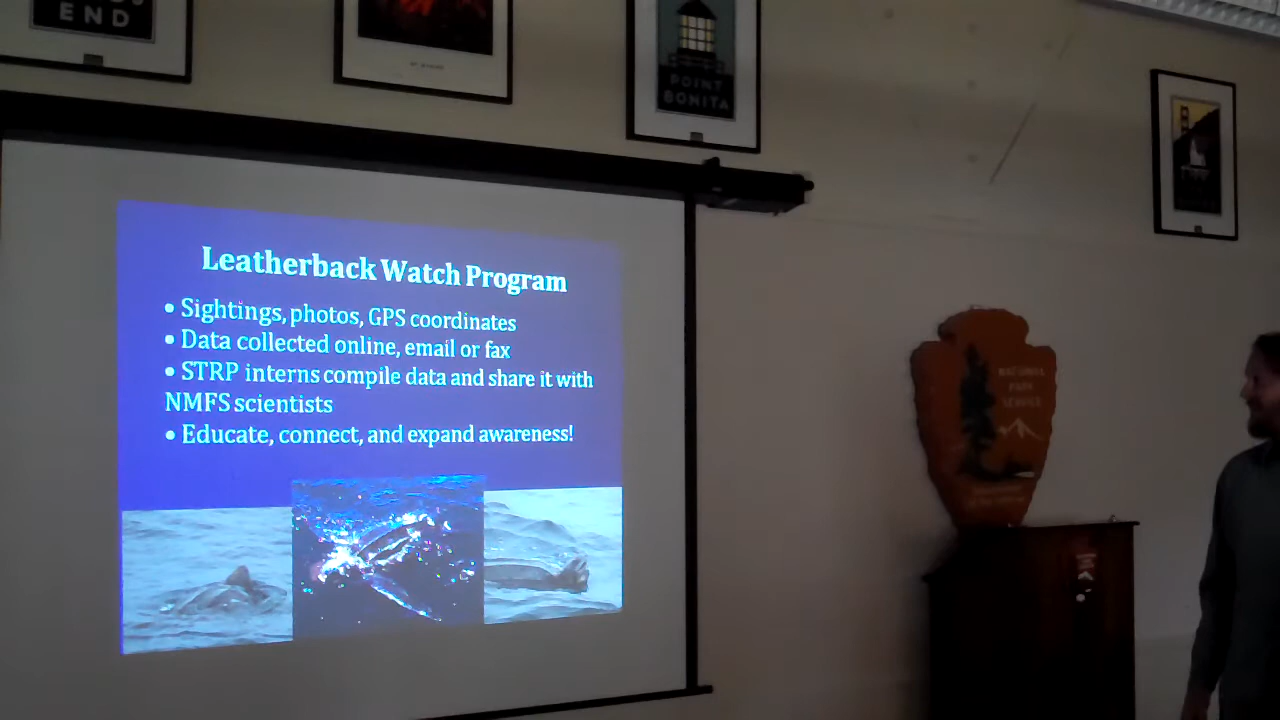 END
POINT
BONITA
Leatherback Watch Program
• Sightings, photos, GPS coordinates
• Data collected online, email or fax
• STRP interns compile data and share it with
NMFS scientists
• Educate, connect, and expand awareness!
NATIONAL
PARK
SERVICE